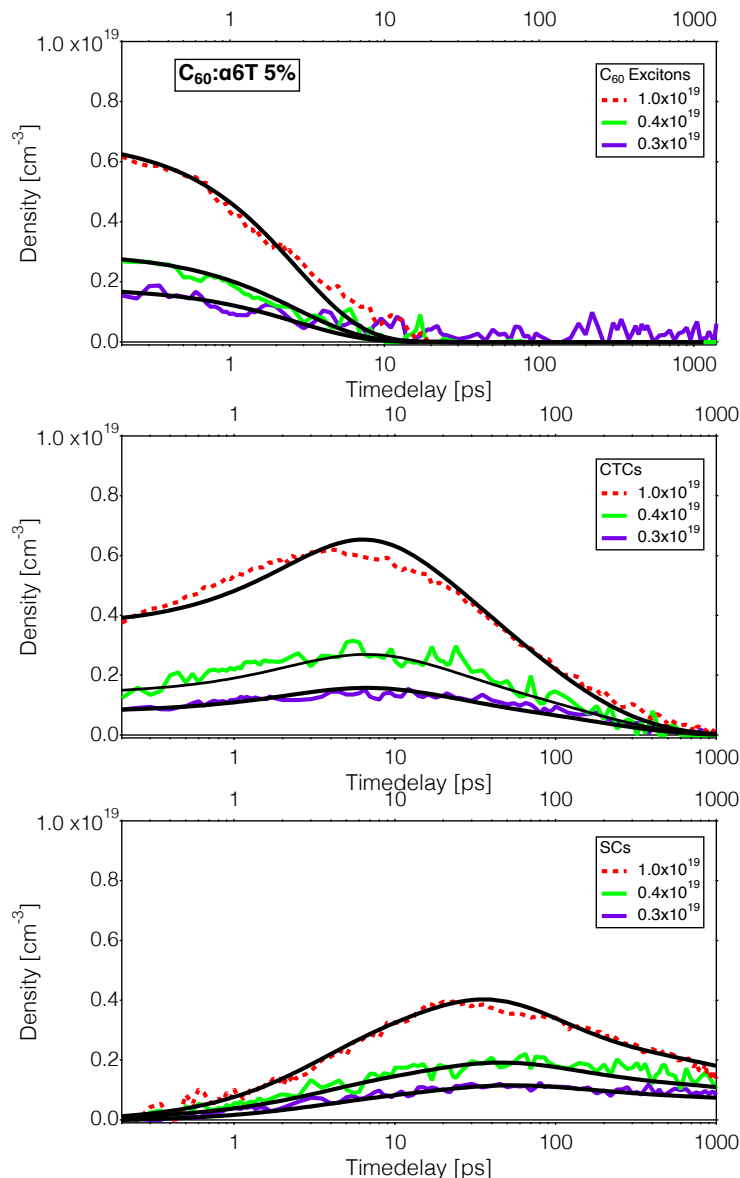 1 10 100 1000
1.0 x10^19
C60:α6T 5%
C60 Excitons
1.0x10^19
0.4x10^19
0.3x10^19
0.8
0.6
0.4
0.2
0.0
Density [cm^-3]
1 10 100 1000
Timedelay [ps]
1 10 100 1000
1.0 x10^19
CTCs
1.0x10^19
0.4x10^19
0.3x10^19
0.8
0.6
0.4
0.2
0.0
Density [cm^-3]
1 10 100 1000
Timedelay [ps]
1 10 100 1000
1.0 x10^19
SCs
1.0x10^19
0.4x10^19
0.3x10^19
0.8
0.6
0.4
0.2
0.0
Density [cm^-3]
1 10 100 1000
Timedelay [ps]